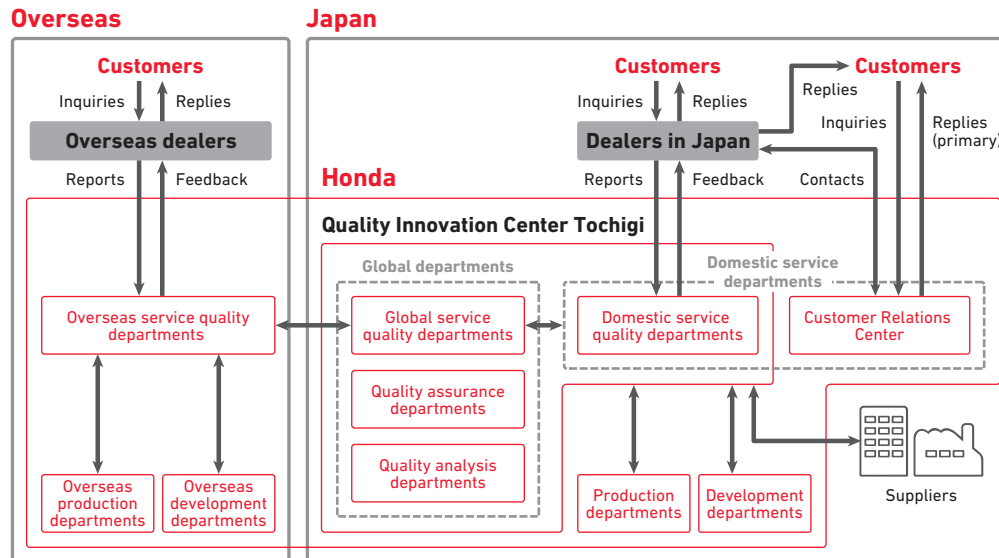 Overseas
Japan
Customers
Customers
Customers
Inquiries
Replies
Inquiries
Replies
Replies
Inquiries
Replies
(primary)
Overseas dealers
Dealers in Japan
Reports
Feedback
Reports
Feedback
Contacts
Honda
Quality Innovation Center Tochigi
Global departments
Domestic service
departments
Overseas service quality
departments
Global service
quality departments
Domestic service
quality departments
Customer Relations
Center
Quality assurance
departments
Quality analysis
departments
Overseas
production
departments
Overseas
development
departments
Production
departments
Development
departments
Suppliers